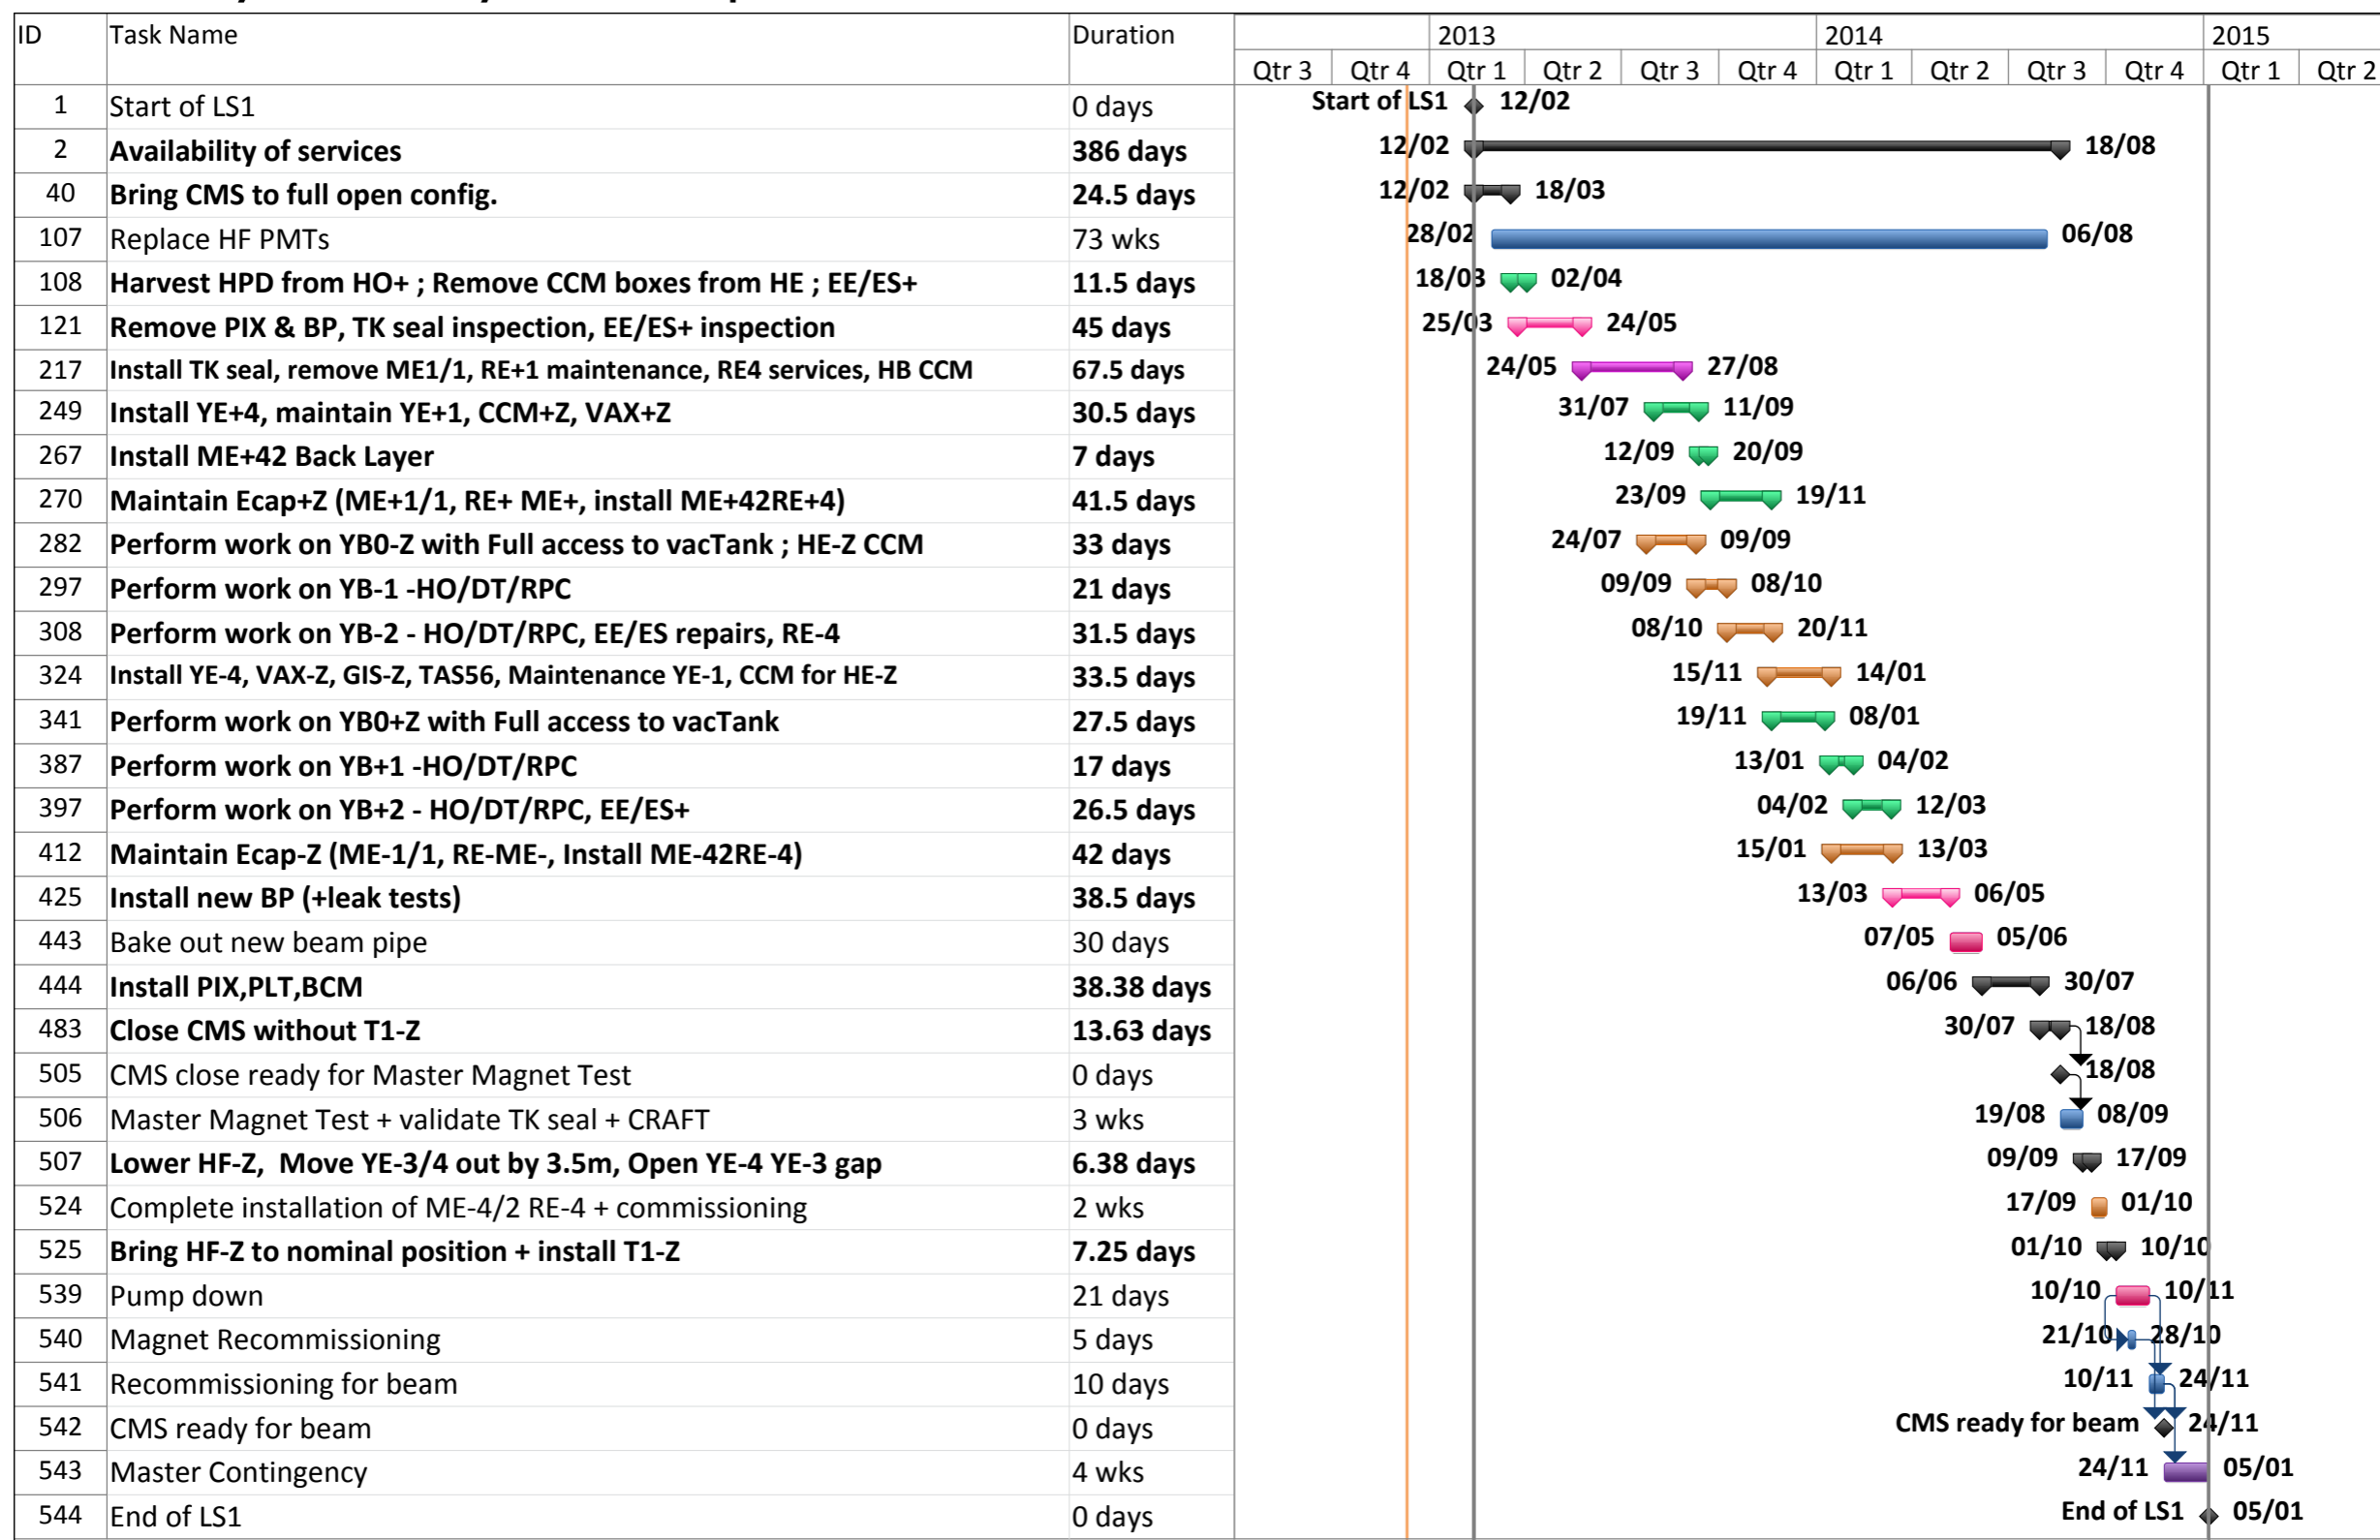 ID Task Name Duration 2013 2014 2015
Qtr 3 Qtr 4 Qtr 1 Qtr 2 Qtr 3 Qtr 4 Qtr 1 Qtr 2 Qtr 3 Qtr 4 Qtr 1 Qtr 2
1 Start of LS1 0 days Start of LS1 12/02
2 Availability of services 386 days 12/02 18/08
40 Bring CMS to full open config. 24.5 days 12/02 18/03
107 Replace HF PMTs 73 wks 28/02 06/08
108 Harvest HPD from HO+ ; Remove CCM boxes from HE ; EE/ES+ 11.5 days 18/03 02/04
121 Remove PIX & BP, TK seal inspection, EE/ES+ inspection 45 days 25/03 24/05
217 Install TK seal, remove ME1/1, RE+1 maintenance, RE4 services, HB CCM 67.5 days 24/05 27/08
249 Install YE+4, maintain YE+1, CCM+Z, VAX+Z 30.5 days 31/07 11/09
267 Install ME+42 Back Layer 7 days 12/09 20/09
270 Maintain Ecap+Z (ME+1/1, RE+ ME+, install ME+42RE+4) 41.5 days 23/09 19/11
282 Perform work on YB0-Z with Full access to vacTank ; HE-Z CCM 33 days 24/07 09/09
297 Perform work on YB-1 -HO/DT/RPC 21 days 09/09 08/10
308 Perform work on YB-2 - HO/DT/RPC, EE/ES repairs, RE-4 31.5 days 08/10 20/11
324 Install YE-4, VAX-Z, GIS-Z, TAS56, Maintenance YE-1, CCM for HE-Z 33.5 days 15/11 14/01
341 Perform work on YB0+Z with Full access to vacTank 27.5 days 19/11 08/01
387 Perform work on YB+1 -HO/DT/RPC 17 days 13/01 04/02
397 Perform work on YB+2 - HO/DT/RPC, EE/ES+ 26.5 days 04/02 12/03
412 Maintain Ecap-Z (ME-1/1, RE-ME-, Install ME-42RE-4) 42 days 15/01 13/03
425 Install new BP (+leak tests) 38.5 days 13/03 06/05
443 Bake out new beam pipe 30 days 07/05 05/06
444 Install PIX,PLT,BCM 38.38 days 06/06 30/07
483 Close CMS without T1-Z 13.63 days 30/07 18/08
505 CMS close ready for Master Magnet Test 0 days 18/08
506 Master Magnet Test + validate TK seal + CRAFT 3 wks 19/08 08/09
507 Lower HF-Z, Move YE-3/4 out by 3.5m, Open YE-4 YE-3 gap 6.38 days 09/09 17/09
524 Complete installation of ME-4/2 RE-4 + commissioning 2 wks 17/09 01/10
525 Bring HF-Z to nominal position + install T1-Z 7.25 days 01/10 10/10
539 Pump down 21 days 10/10 10/11
540 Magnet Recommissioning 5 days 21/10 28/10
541 Recommissioning for beam 10 days 10/11 24/11
542 CMS ready for beam 0 days CMS ready for beam 24/11
543 Master Contingency 4 wks 24/11 05/01
544 End of LS1 0 days End of LS1 05/01